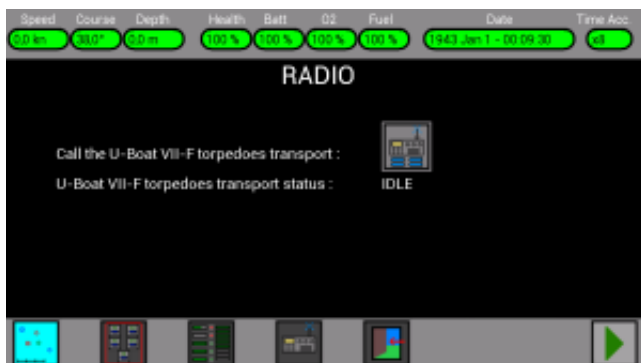 Speed Course Depth Health Batt O2 Fuel Date Time Acc.
0,0 kn 38,0° 0,0 m 100 % 100 % 100 % 100 % 1943 Jan 1 - 00:09:30 x8
RADIO
Call the U-Boat VII-F torpedoes transport :
U-Boat VII-F torpedoes transport status : IDLE